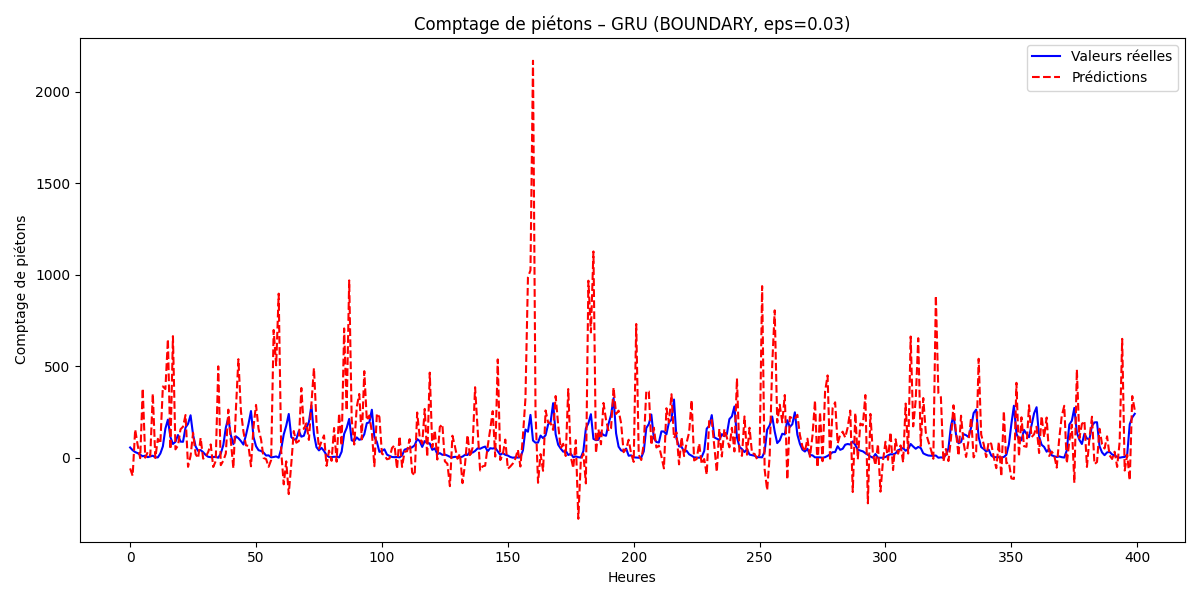 Comptage de piétons – GRU (BOUNDARY, eps=0.03)
Valeurs réelles
Prédictions
Comptage de piétons
2000
1500
1000
500
0
0 50 100 150 200 250 300 350 400
Heures